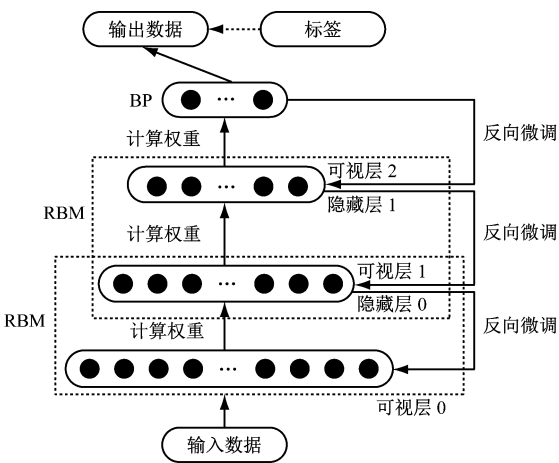 输出数据
标签
BP
计算权重
反向微调
可视层 2
隐藏层 1
RBM
计算权重
反向微调
可视层 1
隐藏层 0
RBM
计算权重
反向微调
可视层 0
输入数据